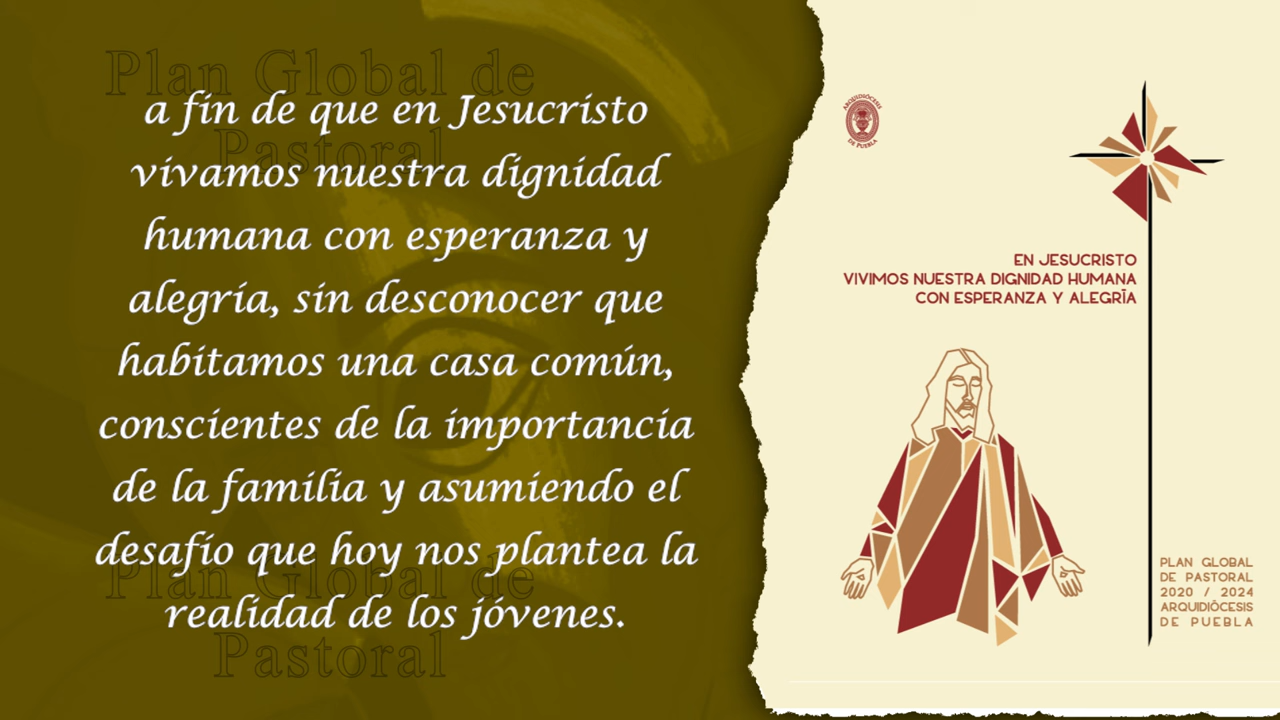 Plan Global de
Pastoral
a fin de que en Jesucristo
vivamos nuestra dignidad
humana con esperanza y
alegría, sin desconocer que
habitamos una casa común,
conscientes de la importancia
de la familia y asumiendo el
desafío que hoy nos plantea la
realidad de los jóvenes.
Plan Global de
Pastoral
ARQUIDIÓCESIS
DE PUEBLA
EN JESUCRISTO
VIVIMOS NUESTRA DIGNIDAD HUMANA
CON ESPERANZA Y ALEGRÍA
PLAN GLOBAL
DE PASTORAL
2020 / 2024
ARQUIDIÓCESIS
DE PUEBLA